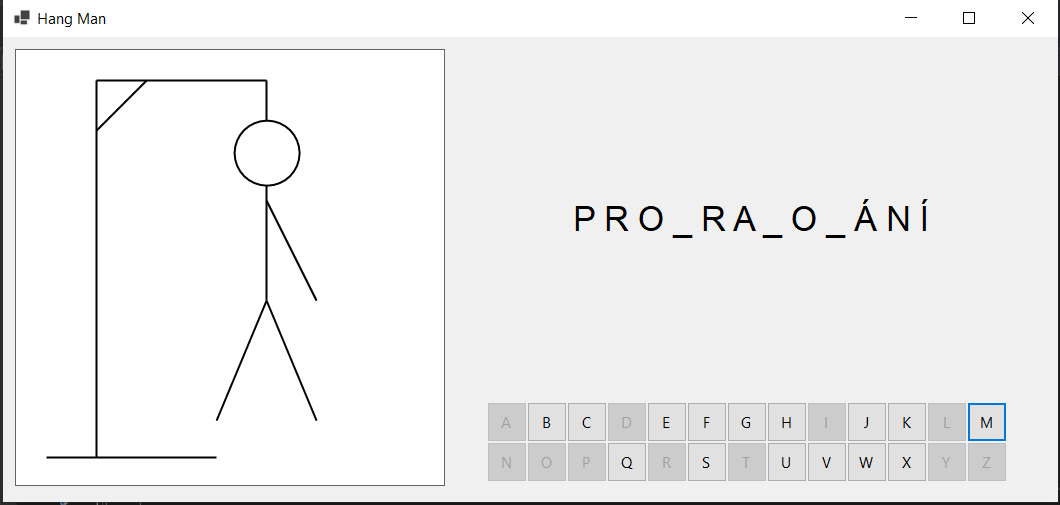 Hang Man
P R O _ R A _ O _ Á N Í
A B C D E F G H I J K L M
N O P Q R S T U V W X Y Z